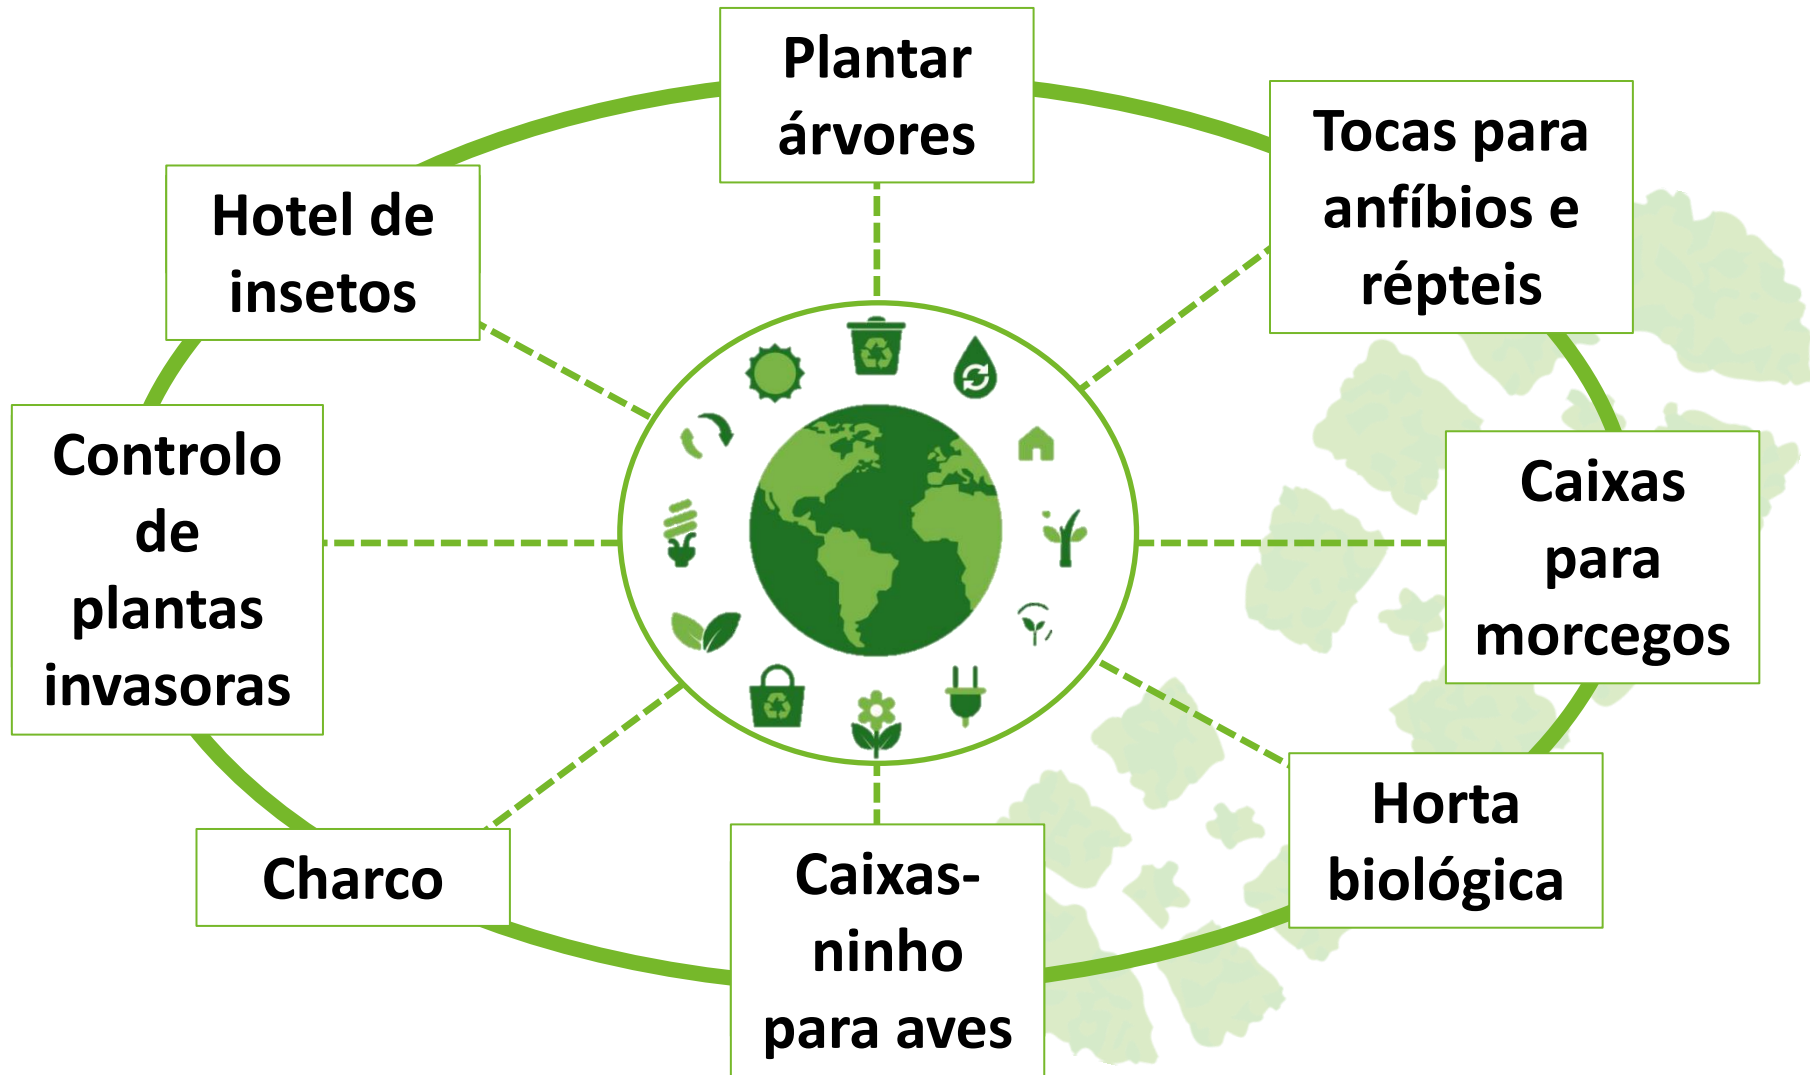 Plantar
árvores
Tocas para
anfíbios e
répteis
Caixas
para
morcegos
Horta
biológica
Caixas-
ninho
para aves
Charco
Controlo
de
plantas
invasoras
Hotel de
insetos